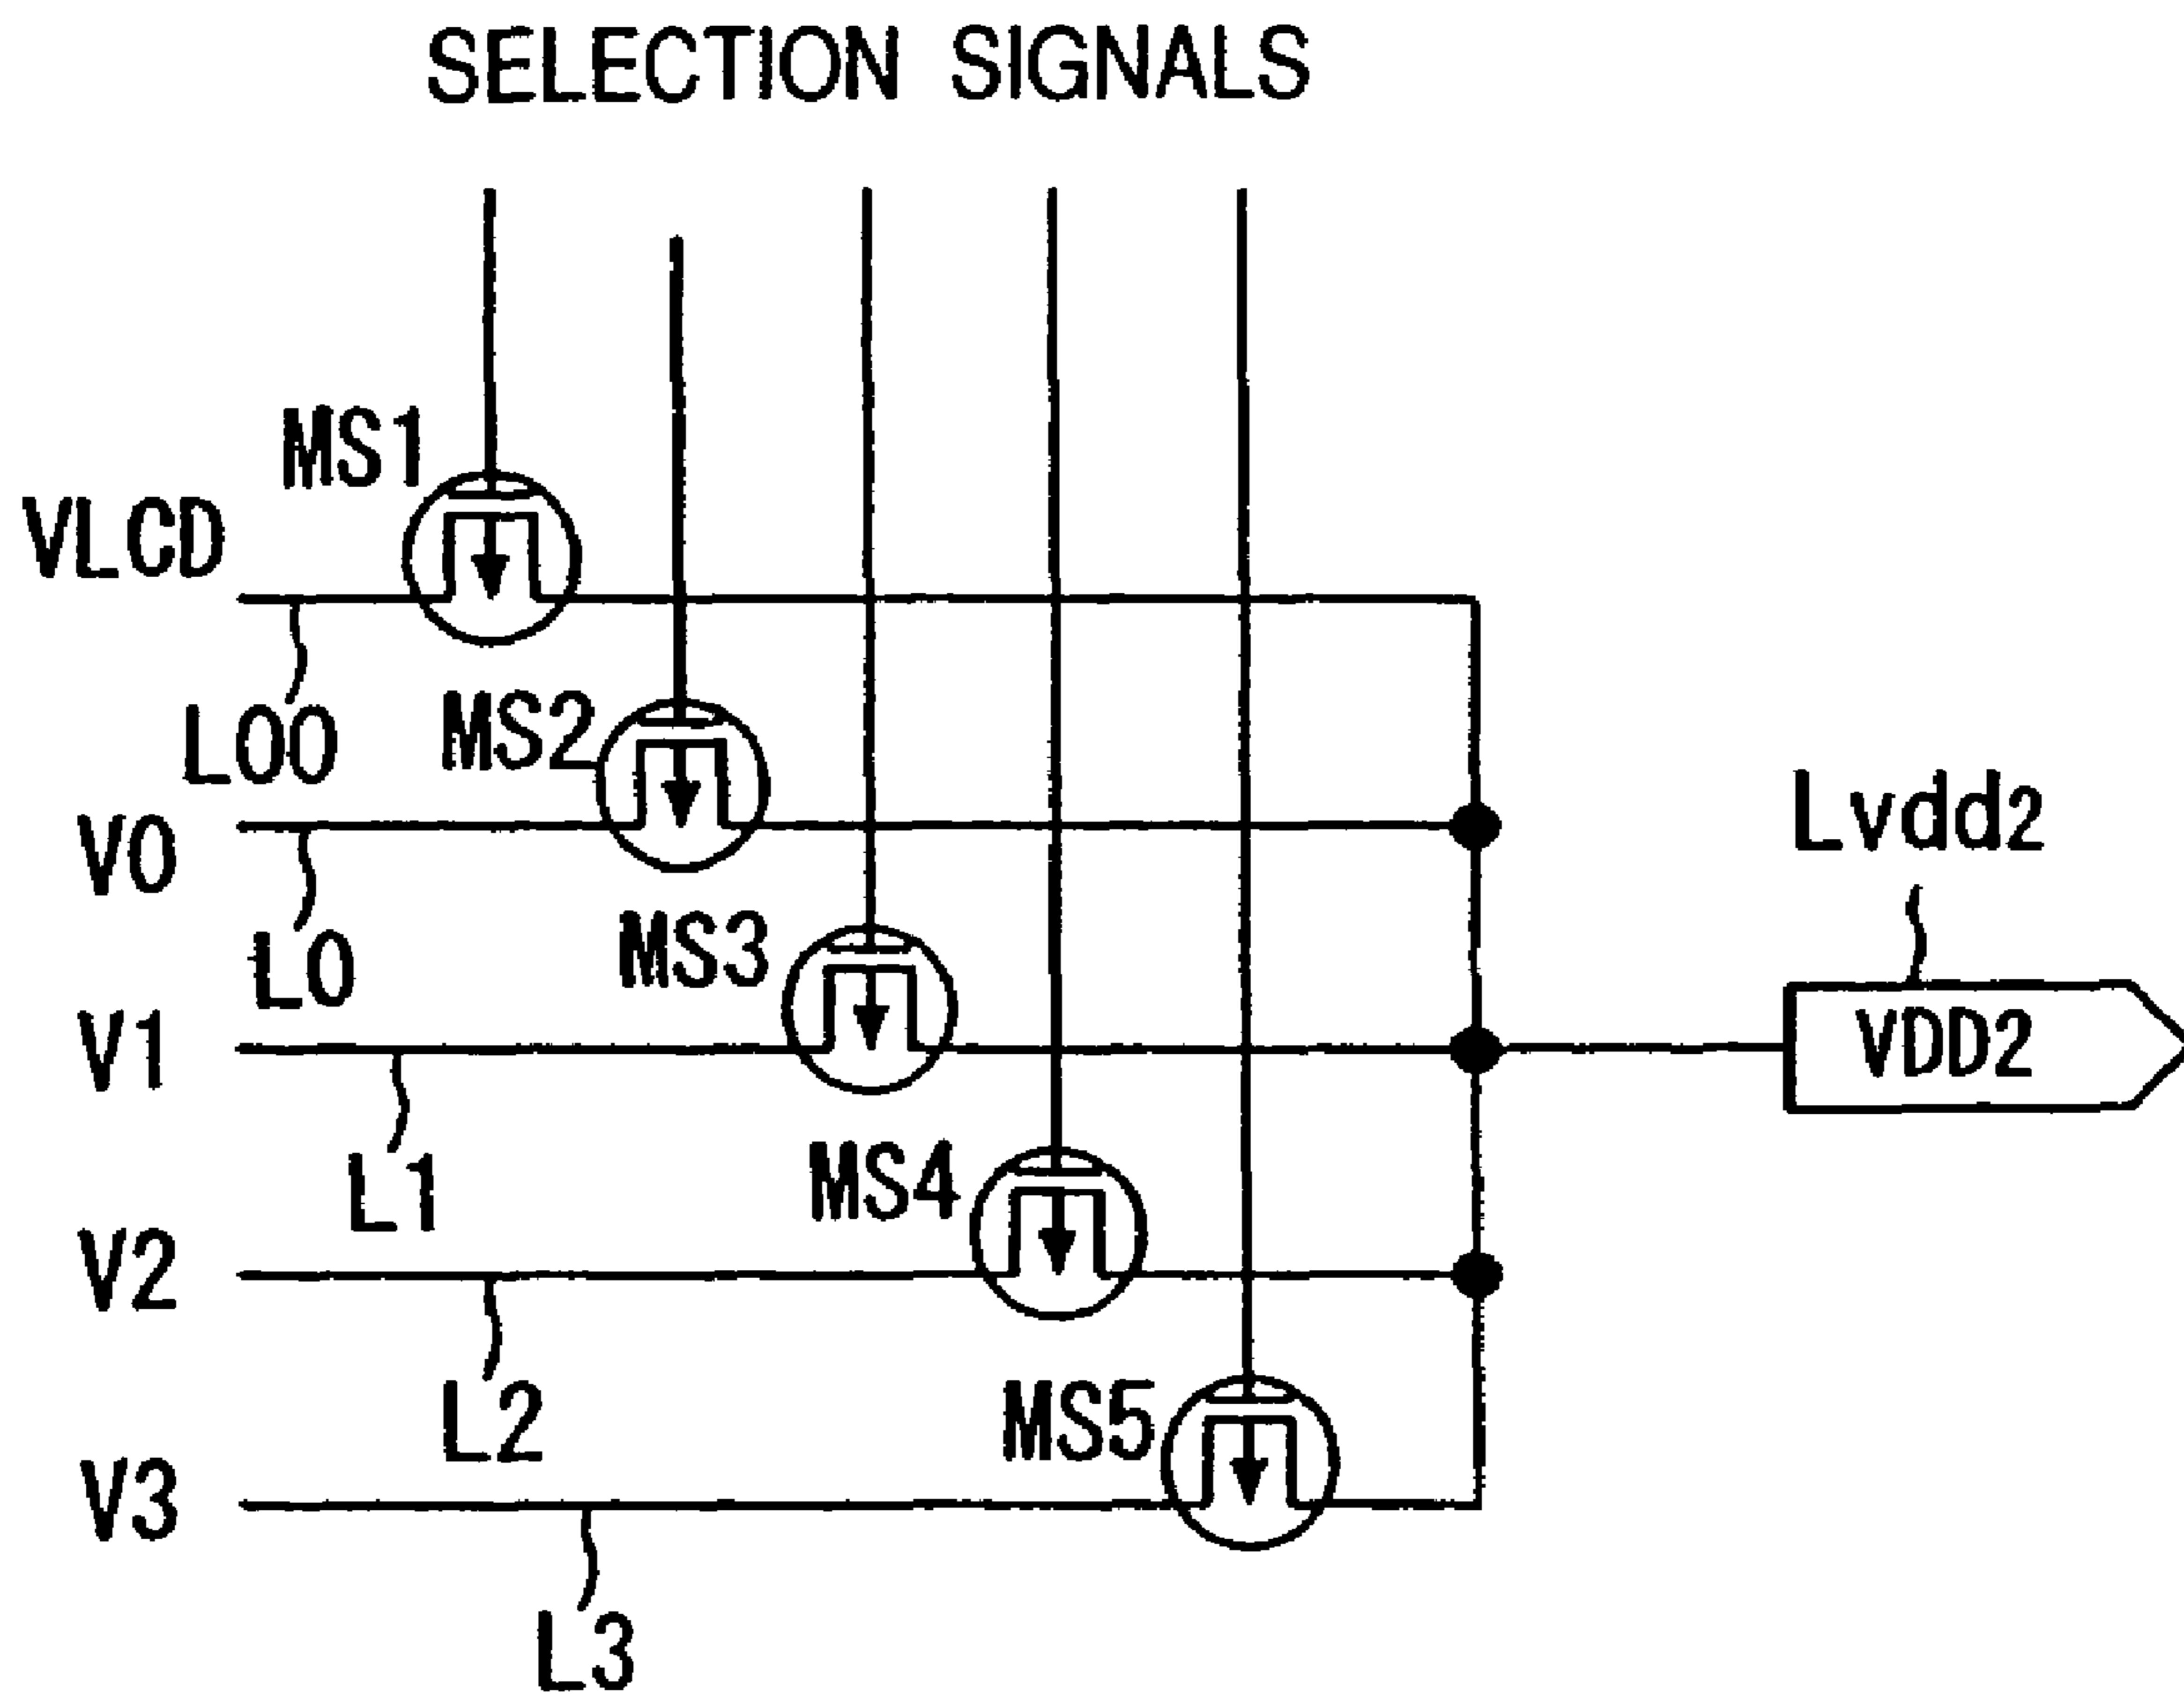 SELECTION SIGNALS
MS1
VLCD
L00
MS2
V0
L0
Lvdd2
MS3
V1
VDD2
L1
MS4
V2
L2
MS5
V3
L3